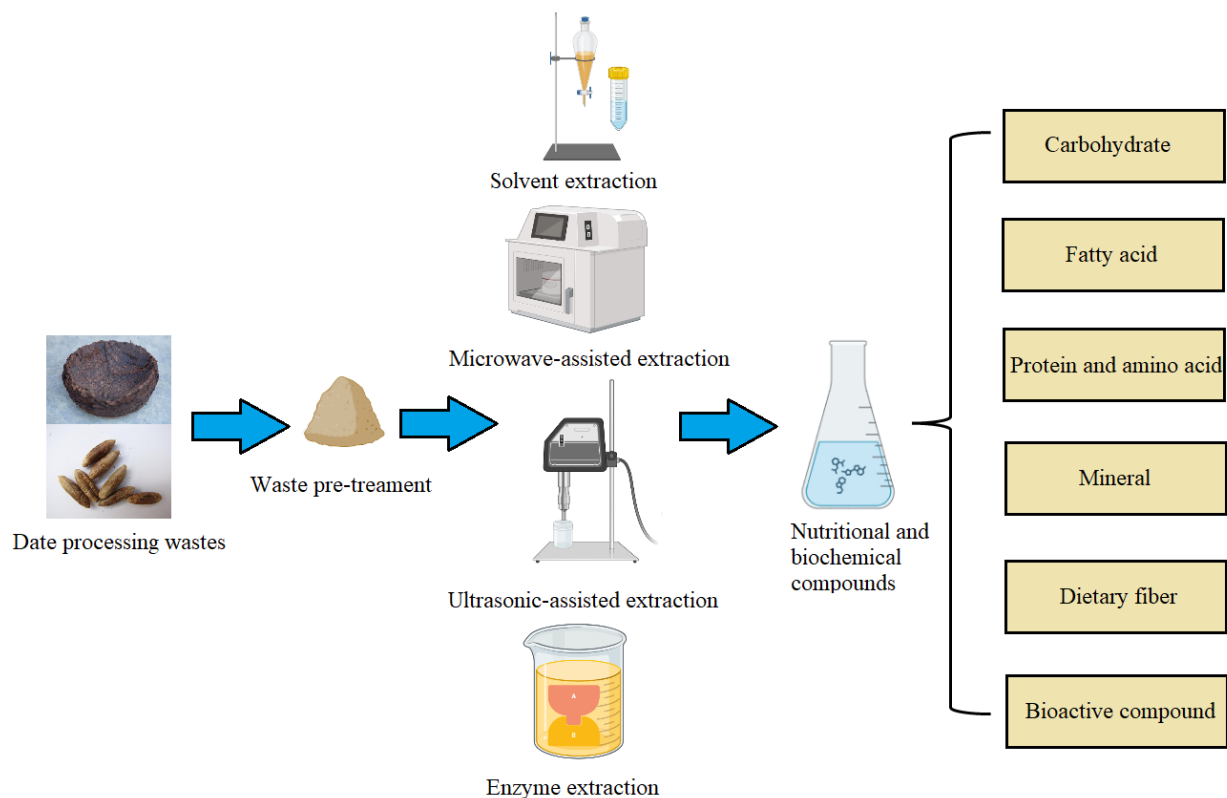 Solvent extraction
Microwave-assisted extraction
Ultrasonic-assisted extraction
A
B
Enzyme extraction
Date processing wastes
Waste pre-treament
Nutritional and
biochemical
compounds
Carbohydrate
Fatty acid
Protein and amino acid
Mineral
Dietary fiber
Bioactive compound